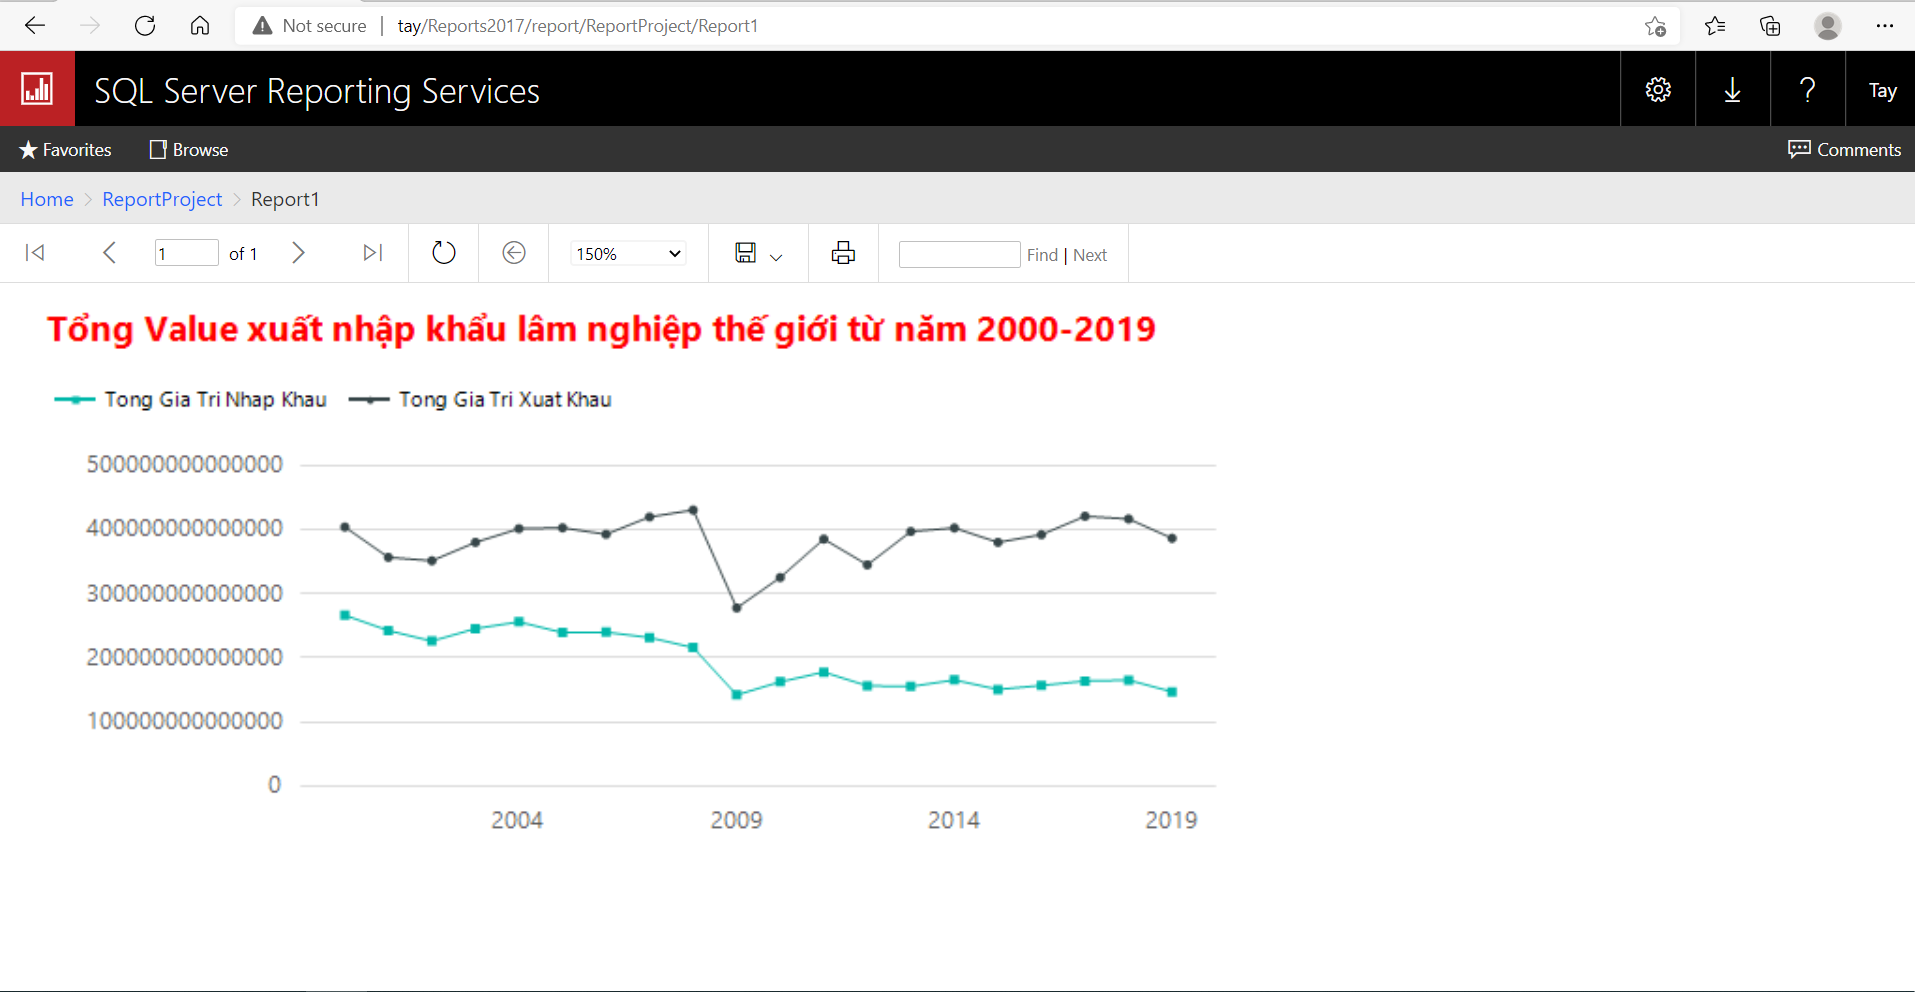 Not secure | tay/Reports2017/report/ReportProject/Report1
SQL Server Reporting Services
? Tay
Favorites Browse Comments
Home > ReportProject > Report1
1 of 1 150% Find | Next
Tổng Value xuất nhập khẩu lâm nghiệp thế giới từ năm 2000-2019
Tong Gia Tri Nhap Khau Tong Gia Tri Xuat Khau
500000000000000
400000000000000
300000000000000
200000000000000
100000000000000
0
2004 2009 2014 2019